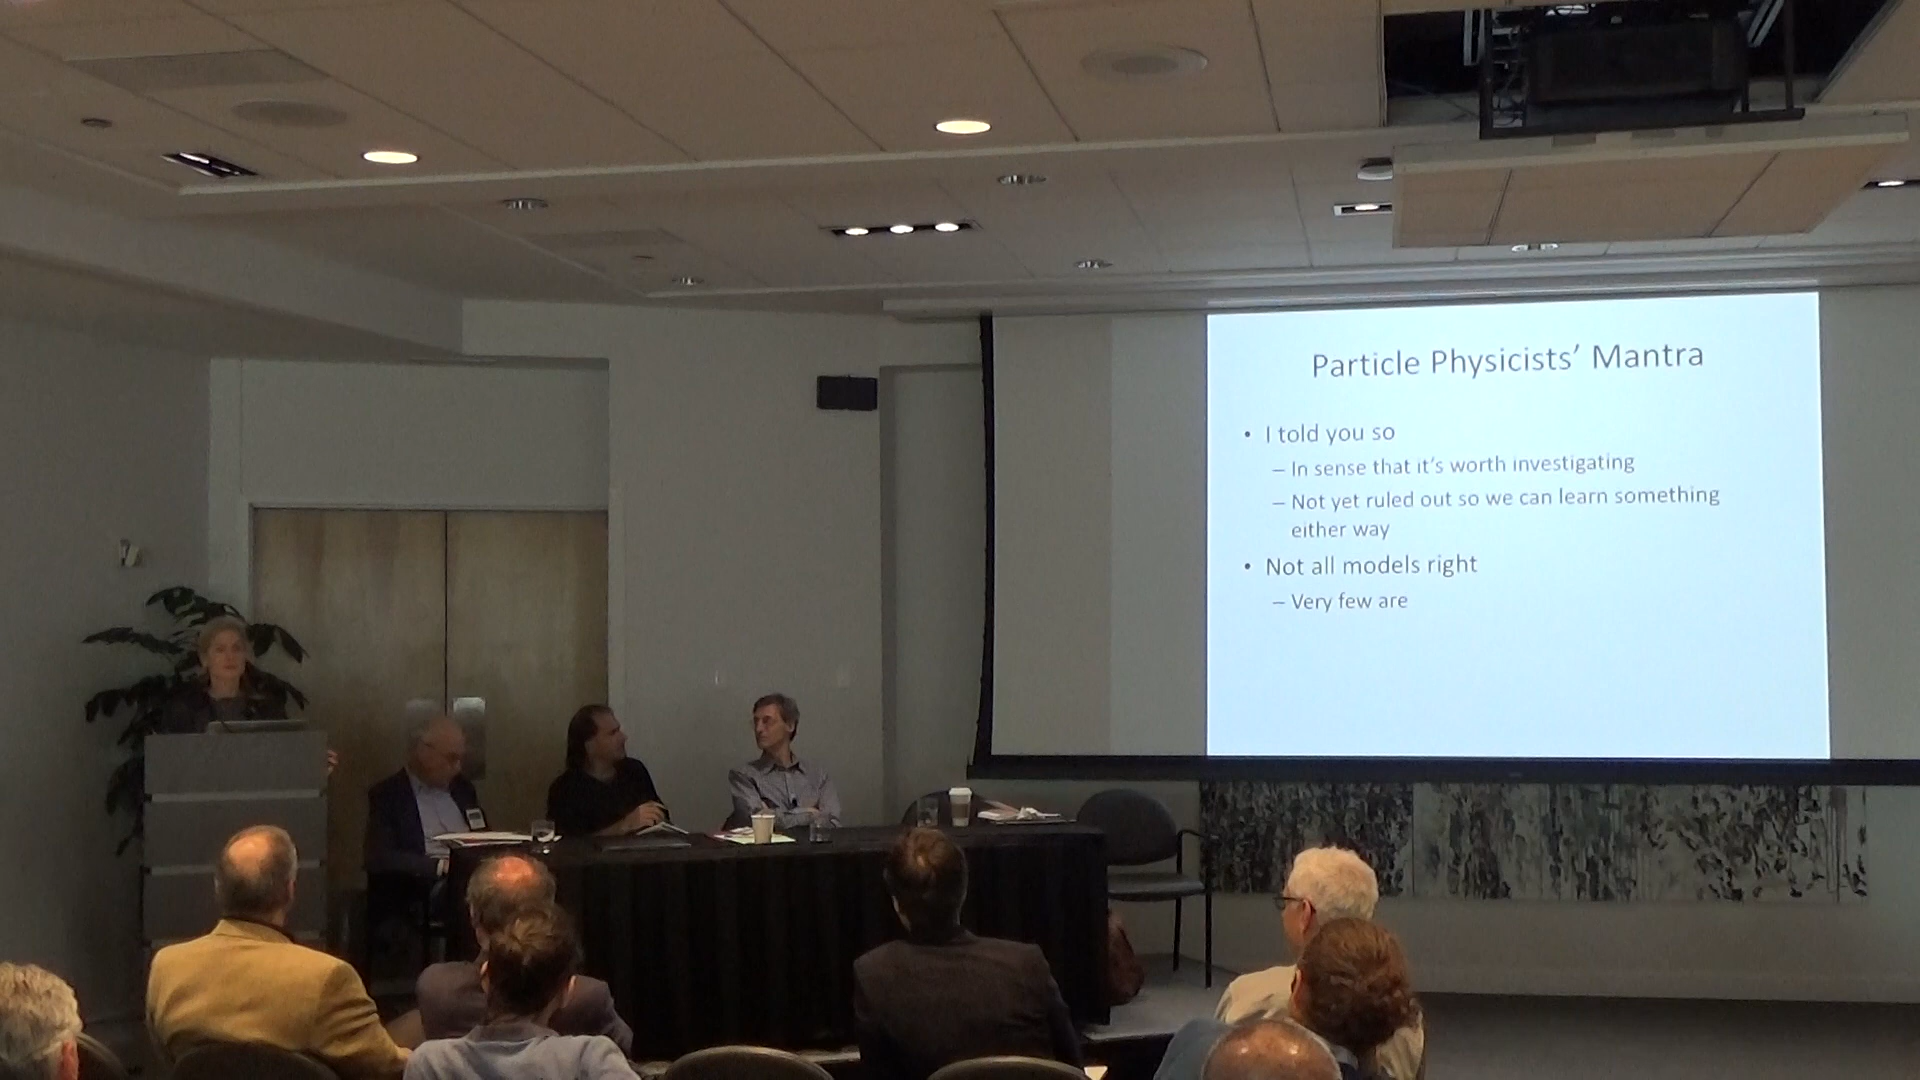 Particle Physicists’ Mantra
• I told you so
– In sense that it’s worth investigating
– Not yet ruled out so we can learn something
either way
• Not all models right
– Very few are